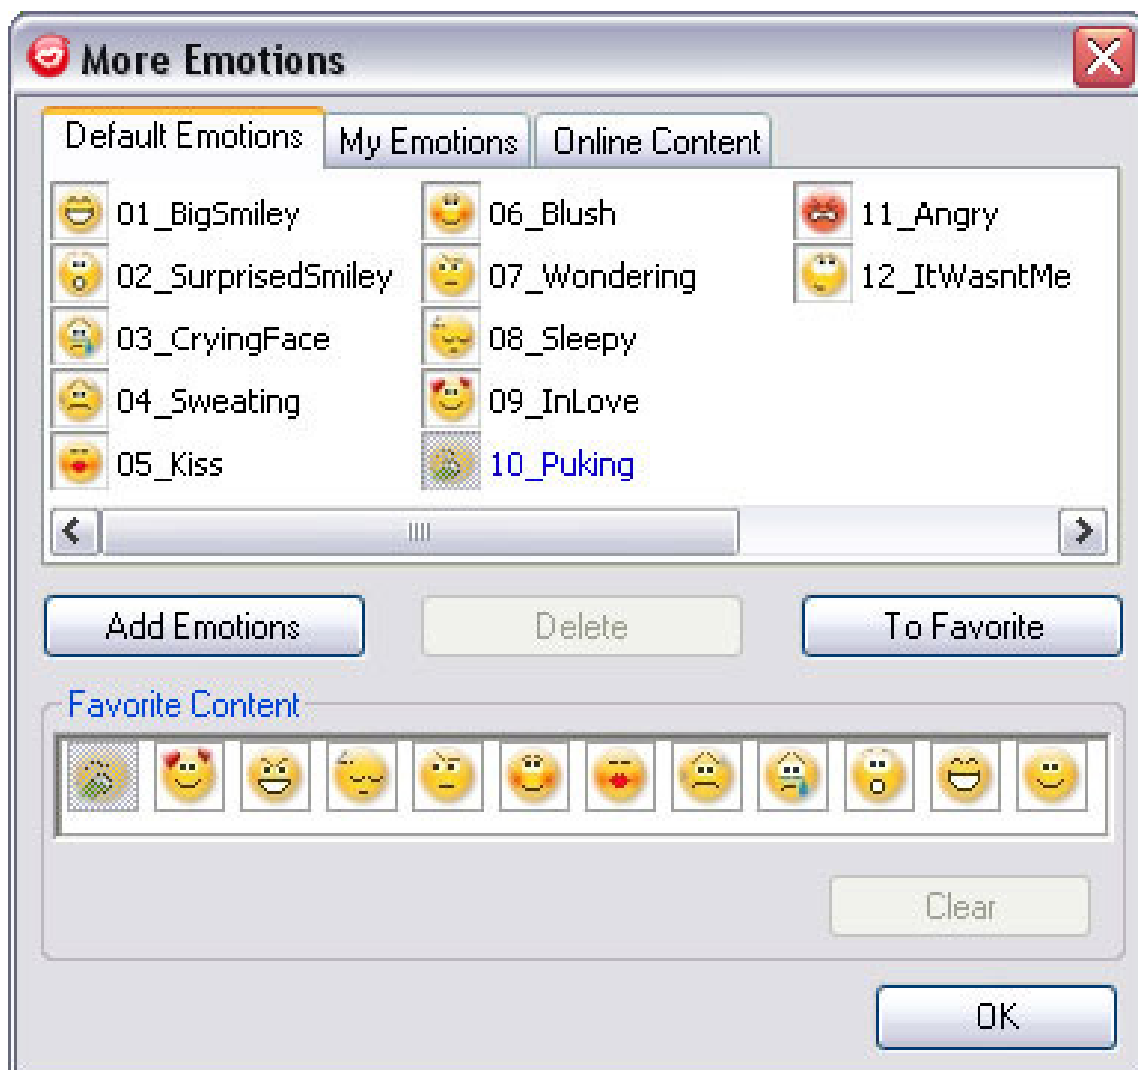 More Emotions
Default Emotions My Emotions Online Content
01_BigSmiley
02_SurprisedSmiley
03_CryingFace
04_Sweating
05_Kiss
06_Blush
07_Wondering
08_Sleepy
09_InLove
10_Puking
11_Angry
12_ItWasntMe
Add Emotions Delete To Favorite
Favorite Content
Clear
OK